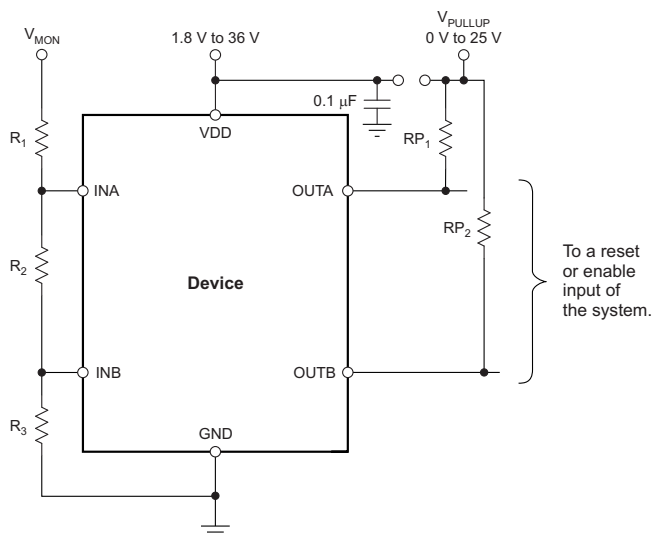 V_MON
1.8 V to 36 V
V_PULLUP
0 V to 25 V
0.1 µF
VDD
R_1
RP_1
INA
OUTA
RP_2
R_2
Device
To a reset
or enable
input of
the system.
INB
OUTB
R_3
GND